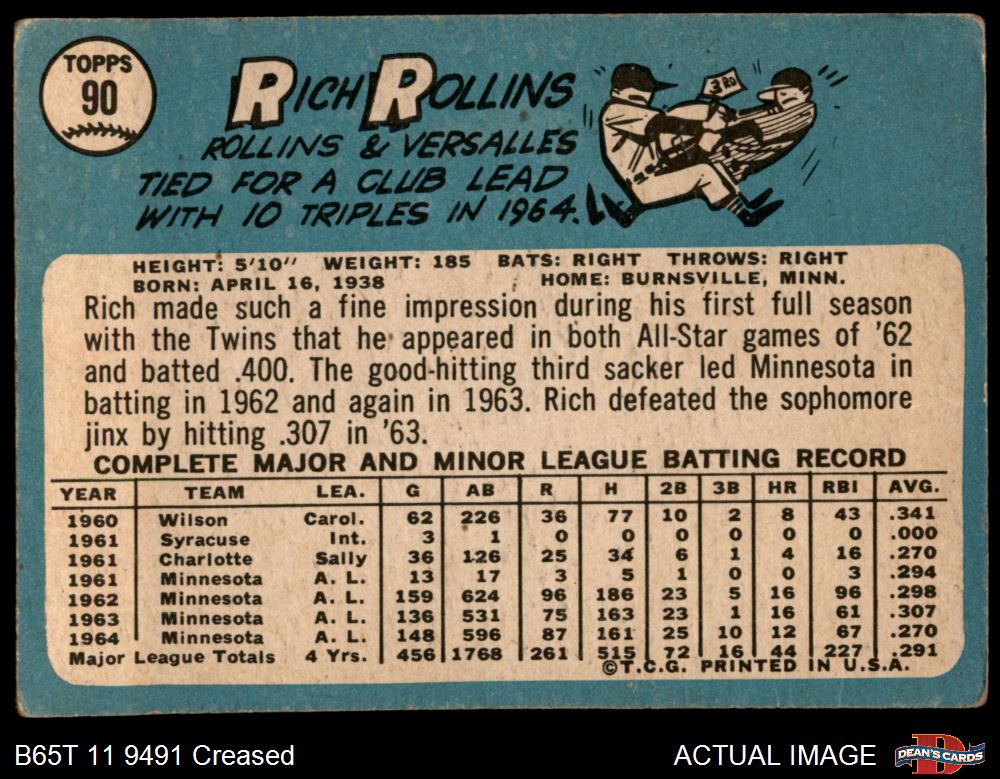 TOPPS
90
RICH ROLLINS
ROLLINS & VERSALLES
TIED FOR A CLUB LEAD
WITH 10 TRIPLES IN 1964.
3RD
HEIGHT: 5'10" WEIGHT: 185 BATS: RIGHT THROWS: RIGHT
BORN: APRIL 16, 1938 HOME: BURNSVILLE, MINN.
Rich made such a fine impression during his first full season
with the Twins that he appeared in both All-Star games of '62
and batted .400. The good-hitting third sacker led Minnesota in
batting in 1962 and again in 1963. Rich defeated the sophomore
jinx by hitting .307 in '63.
COMPLETE MAJOR AND MINOR LEAGUE BATTING RECORD
YEAR TEAM LEA. G AB R H 2B 3B HR RBI AVG.
1960 Wilson Carol. 62 226 36 77 10 2 8 43 .341
1961 Syracuse Int. 3 1 0 0 0 0 0 0 .000
1961 Charlotte Sally 36 126 25 34 6 1 4 16 .270
1961 Minnesota A. L. 13 17 3 5 1 0 0 3 .294
1962 Minnesota A. L. 159 624 96 186 23 5 16 96 .298
1963 Minnesota A. L. 136 531 75 163 23 1 16 61 .307
1964 Minnesota A. L. 148 596 87 161 25 10 12 67 .270
Major League Totals 4 Yrs. 456 1768 261 515 72 16 44 227 .291
©T.C.G. PRINTED IN U.S.A.
B65T 11 9491 Creased ACTUAL IMAGE
DEAN'S CARDS